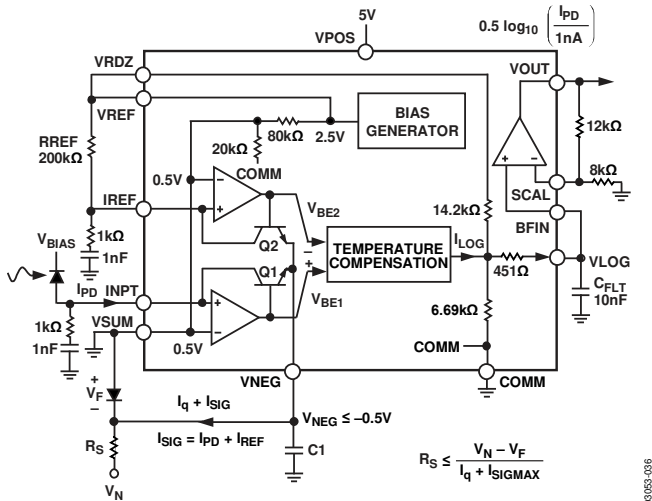 5V
0.5 log10 (IPD / 1nA)
VPOS
VRDZ
VOUT
VREF
BIAS GENERATOR
80kΩ
2.5V
20kΩ
RREF
200kΩ
12kΩ
COMM
0.5V
8kΩ
SCAL
IREF
VBE2
14.2kΩ
BFIN
1kΩ
1nF
VBIAS
Q2
TEMPERATURE COMPENSATION
ILOG
451Ω
VLOG
Q1
IPD
INPT
VBE1
CFLT
10nF
1kΩ
1nF
VSUM
0.5V
6.69kΩ
COMM
VNEG
COMM
+
VF
–
Iq + ISIG
VNEG ≤ –0.5V
ISIG = IPD + IREF
C1
RS
VN
RS ≤ (VN – VF) / (Iq + ISIGMAX)
03053-036